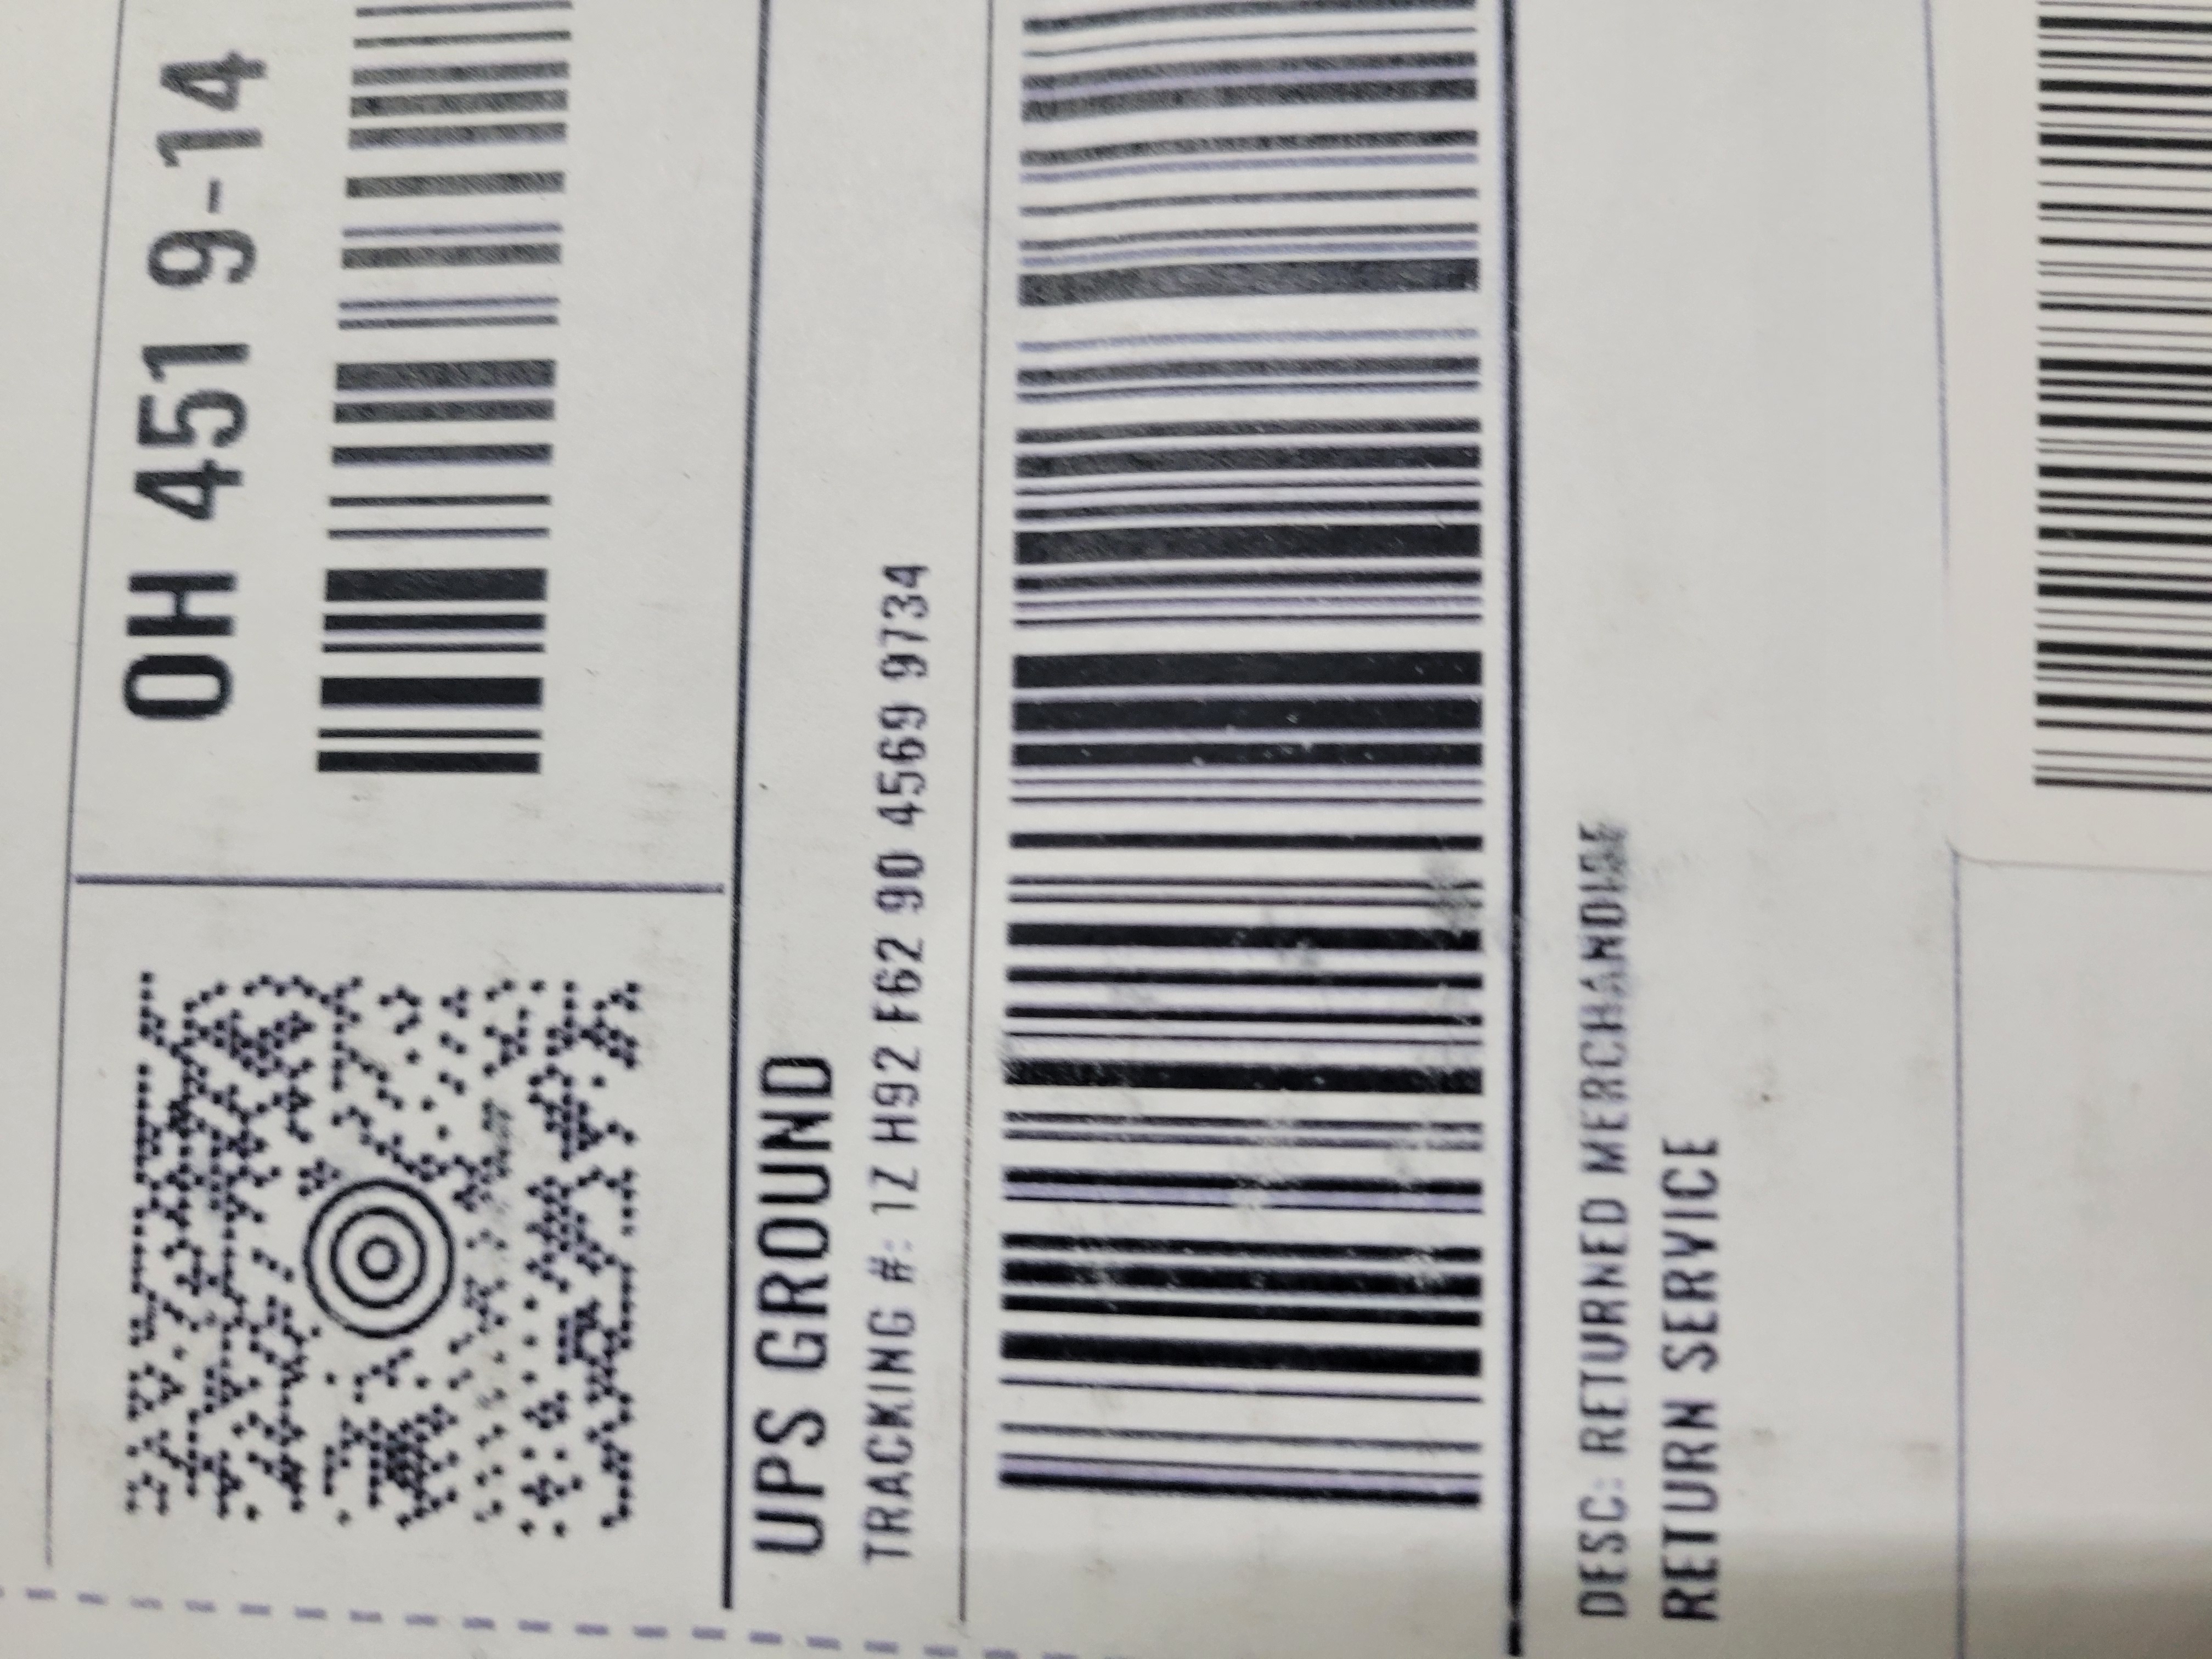 OH 451 9-14
UPS GROUND
TRACKING #: 1Z H92 F62 90 4569 9734
DESC: RETURNED MERCHANDISE
RETURN SERVICE